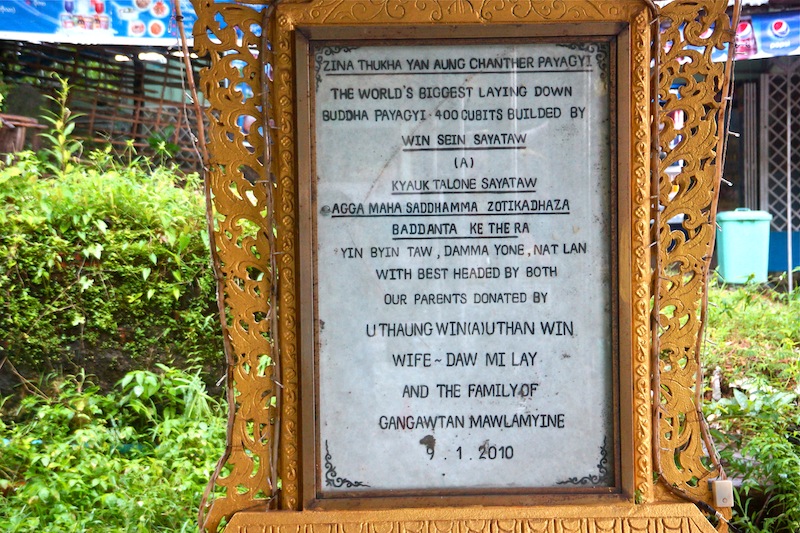 ZINA THUKHA YAN AUNG CHANTHER PAYAGYI
THE WORLD'S BIGGEST LAYING DOWN
BUDDHA PAYAGYI - 400 CUBITS BUILDED BY
WIN SEIN SAYATAW
(A)
KYAUK TALONE SAYATAW
AGGA MAHA SADDHAMMA ZOTIKADHAZA
BADDANTA KE THE RA
YIN BYIN TAW, DAMMA YONE, NAT LAN
WITH BEST HEADED BY BOTH
OUR PARENTS DONATED BY
U THAUNG WIN(A)U THAN WIN
WIFE ~ DAW MI LAY
AND THE FAMILY OF
GANGAWTAN MAWLAMYINE
9 . 1 . 2010
pepsi